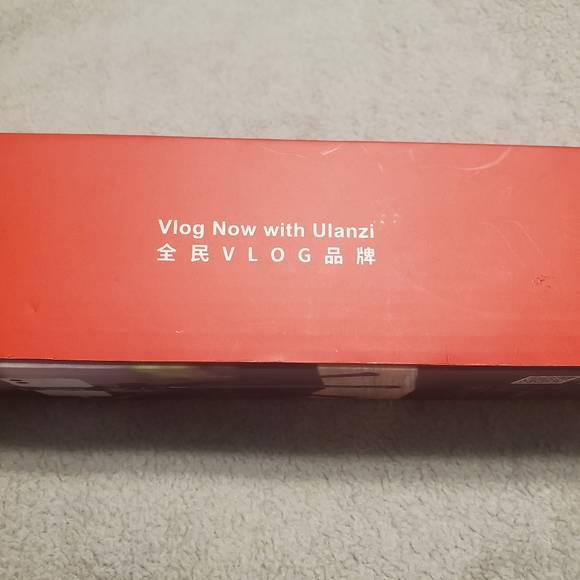 Vlog Now with Ulanzi
全民VLOG品牌